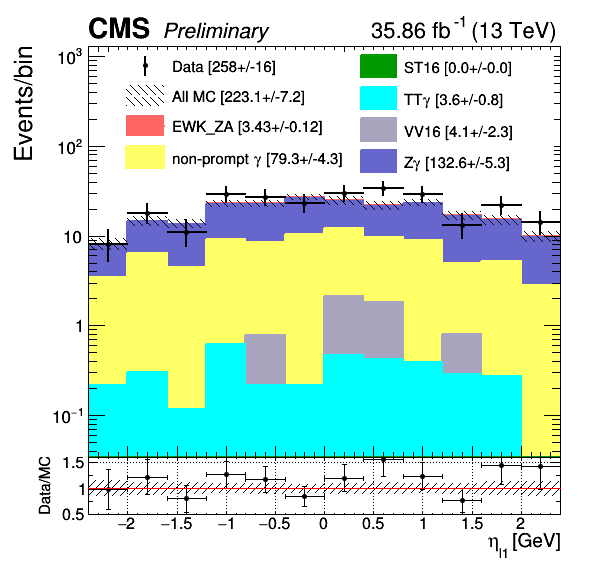 CMS Preliminary 35.86 fb⁻¹ (13 TeV)
Events/bin
10³
10²
10
1
10⁻¹
Data [258+/-16]
All MC [223.1+/-7.2]
EWK_ZA [3.43+/-0.12]
non-prompt γ [79.3+/-4.3]
ST16 [0.0+/-0.0]
TTγ [3.6+/-0.8]
VV16 [4.1+/-2.3]
Zγ [132.6+/-5.3]
Data/MC
1.5
1
0.5
−2 −1.5 −1 −0.5 0 0.5 1 1.5 2
η_l1 [GeV]